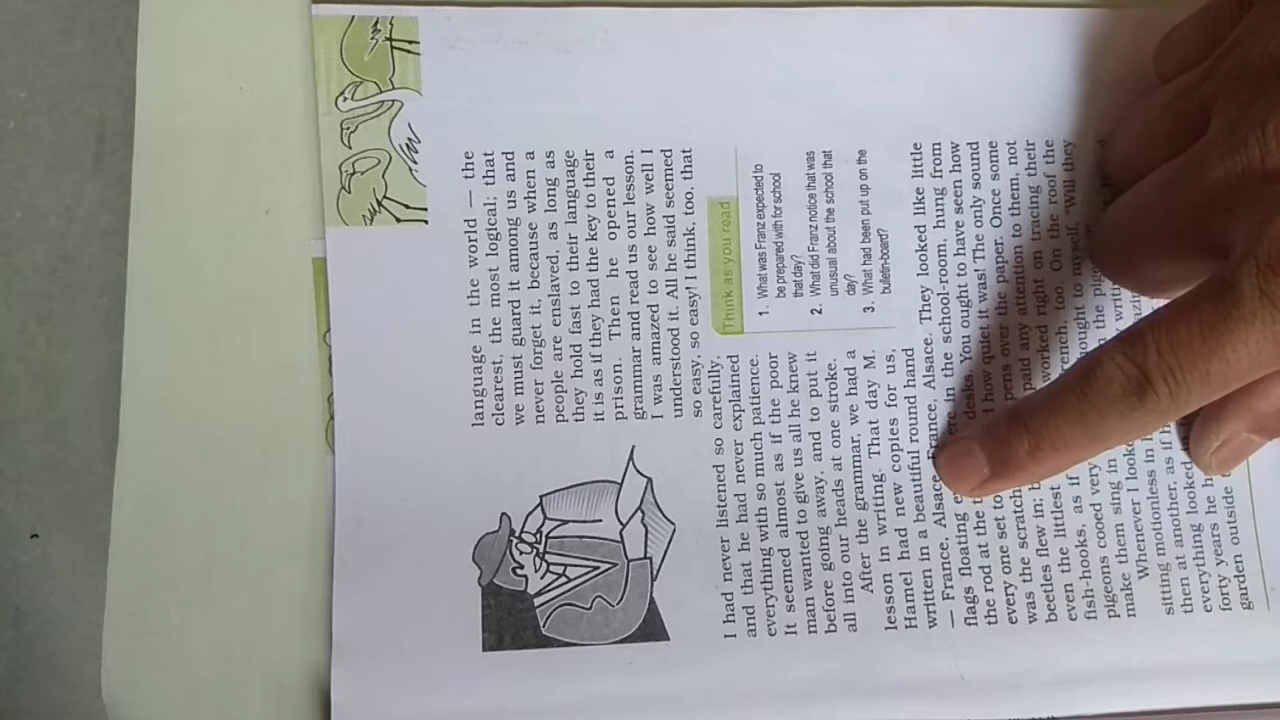 language in the world — the
clearest, the most logical; that
we must guard it among us and
never forget it, because when a
people are enslaved, as long as
they hold fast to their language
it is as if they had the key to their
prison. Then he opened a
grammar and read us our lesson.
I was amazed to see how well I
understood it. All he said seemed
so easy, so easy! I think, too, that
I had never listened so carefully,
and that he had never explained
everything with so much patience.
It seemed almost as if the poor
man wanted to give us all he knew
before going away, and to put it
all into our heads at one stroke.
After the grammar, we had a
lesson in writing. That day M.
Hamel had new copies for us,
written in a beautiful round hand
Think as you read
1. What was Franz expected to
be prepared with for school
that day?
2. What did Franz notice that was
unusual about the school that
day?
3. What had been put up on the
bulletin-board?
— France, Alsace, France, Alsace. They looked like little
flags floating in the school-room, hung from
the rod at the desks. You ought to have seen how
every one set to how quiet it was! The only sound
was the scratch pens over the paper. Once some
beetles flew in; paid any attention to them, not
even the littlest worked right on tracing their
fish-hooks, as if French, too. On the roof the
pigeons cooed very thought to myself, "Will they
make them sing in the
Whenever I looked
sitting motionless in
then at another, as if
everything looked
forty years he
garden outside